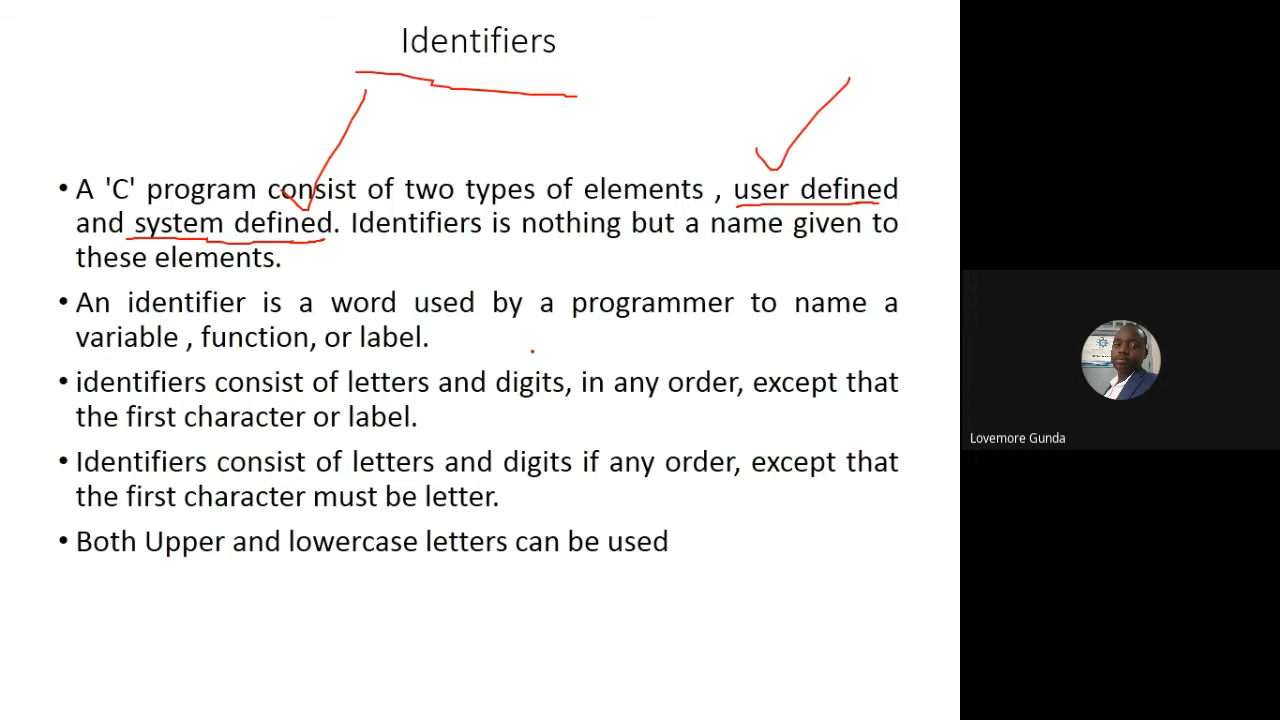 Identifiers
• A 'C' program consist of two types of elements , user defined
and system defined. Identifiers is nothing but a name given to
these elements.
• An identifier is a word used by a programmer to name a
variable , function, or label.
• identifiers consist of letters and digits, in any order, except that
the first character or label.
• Identifiers consist of letters and digits if any order, except that
the first character must be letter.
• Both Upper and lowercase letters can be used
Lovemore Gunda